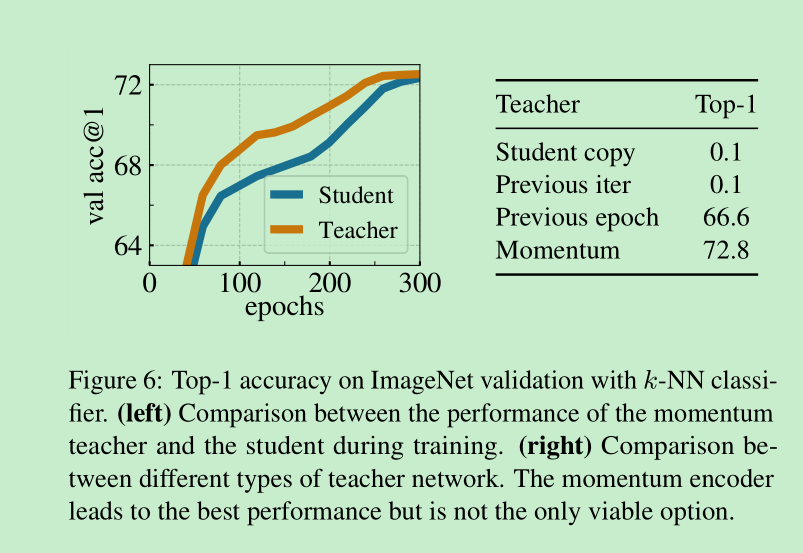 72
68
64
val acc@1
0 100 200 300
epochs
Student
Teacher
Teacher Top-1
Student copy 0.1
Previous iter 0.1
Previous epoch 66.6
Momentum 72.8
Figure 6: Top-1 accuracy on ImageNet validation with k-NN classi-
fier. (left) Comparison between the performance of the momentum
teacher and the student during training. (right) Comparison be-
tween different types of teacher network. The momentum encoder
leads to the best performance but is not the only viable option.